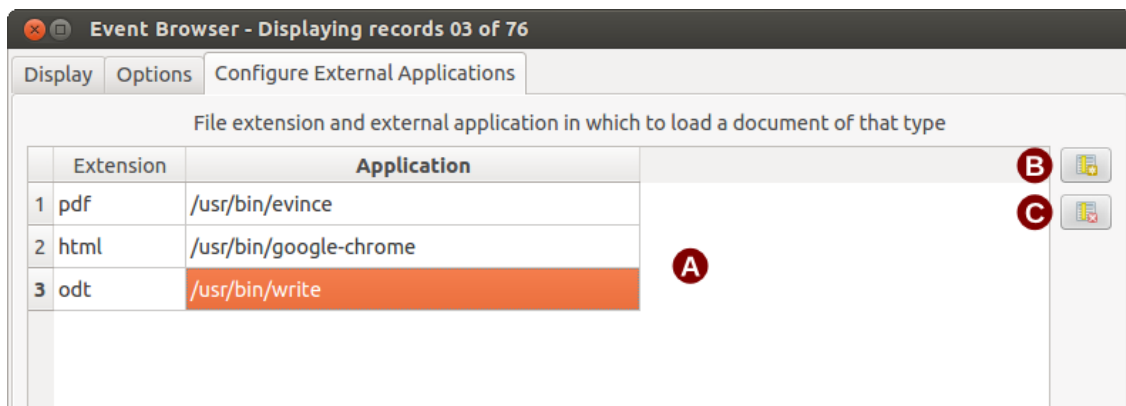 Event Browser - Displaying records 03 of 76
Display Options Configure External Applications
File extension and external application in which to load a document of that type
Extension Application
B
1 pdf /usr/bin/evince
C
2 html /usr/bin/google-chrome
A
3 odt /usr/bin/write